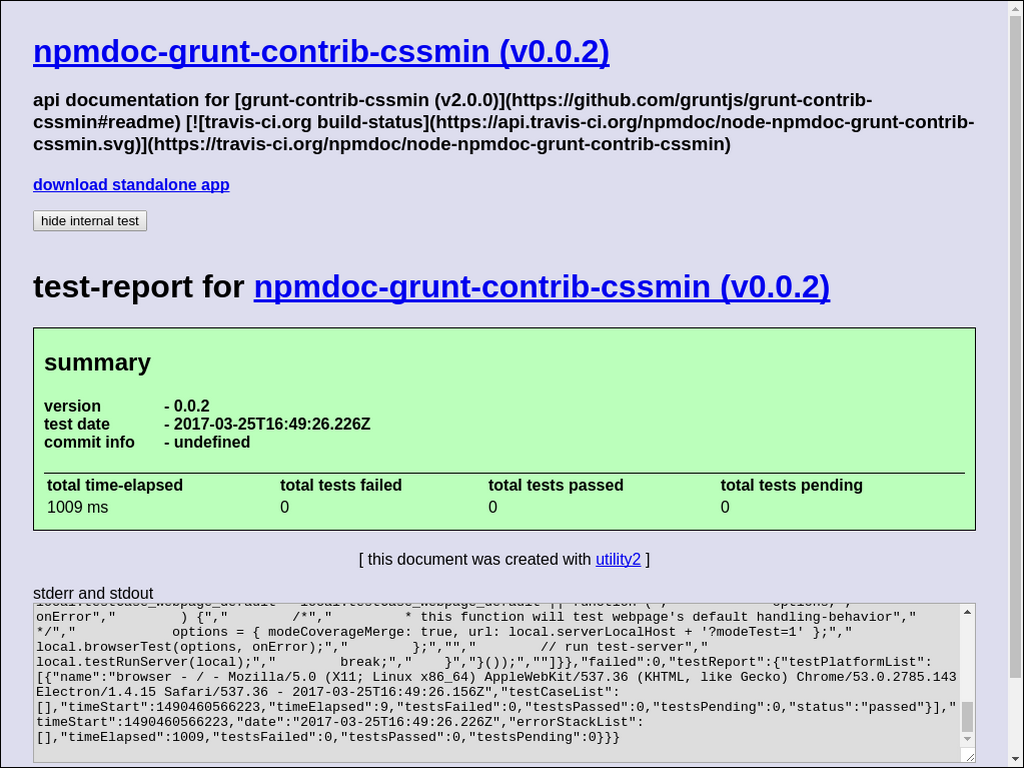 npmdoc-grunt-contrib-cssmin (v0.0.2)
api documentation for [grunt-contrib-cssmin (v2.0.0)](https://github.com/gruntjs/grunt-contrib-
cssmin#readme) [![travis-ci.org build-status](https://api.travis-ci.org/npmdoc/node-npmdoc-grunt-contrib-
cssmin.svg)](https://travis-ci.org/npmdoc/node-npmdoc-grunt-contrib-cssmin)
download standalone app
hide internal test
test-report for npmdoc-grunt-contrib-cssmin (v0.0.2)
summary
version - 0.0.2
test date - 2017-03-25T16:49:26.226Z
commit info - undefined
total time-elapsed total tests failed total tests passed total tests pending
1009 ms 0 0 0
[ this document was created with utility2 ]
stderr and stdout
onError","        ) {","        /*","         * this function will test webpage's default handling-behavior","
*/","            options = { modeCoverageMerge: true, url: local.serverLocalHost + '?modeTest=1' };","
local.browserTest(options, onError);","        };","","        // run test-server","
local.testRunServer(local);","        break;","    }","}());",""]}},"failed":0,"testReport":{"testPlatformList":
[{"name":"browser - / - Mozilla/5.0 (X11; Linux x86_64) AppleWebKit/537.36 (KHTML, like Gecko) Chrome/53.0.2785.143
Electron/1.4.15 Safari/537.36 - 2017-03-25T16:49:26.156Z","testCaseList":
[],"timeStart":1490460566223,"timeElapsed":9,"testsFailed":0,"testsPassed":0,"testsPending":0,"status":"passed"}],"
timeStart":1490460566223,"date":"2017-03-25T16:49:26.226Z","errorStackList":
[],"timeElapsed":1009,"testsFailed":0,"testsPassed":0,"testsPending":0}}}